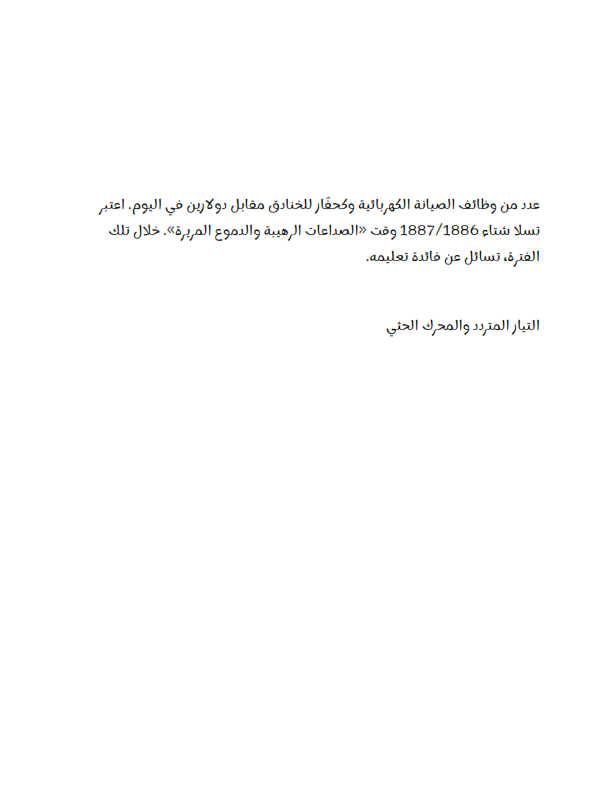 عدد من وظائف الصيانة الكهربائية وكحفّار للخنادق مقابل دولارين في اليوم. اعتبر
تسلا شتاء 1887/1886 وقت «الصداعات الرهيبة والدموع المريرة». خلال تلك
الفترة، تسائل عن فائدة تعليمه.
التيار المتردد والمحرك الحثي